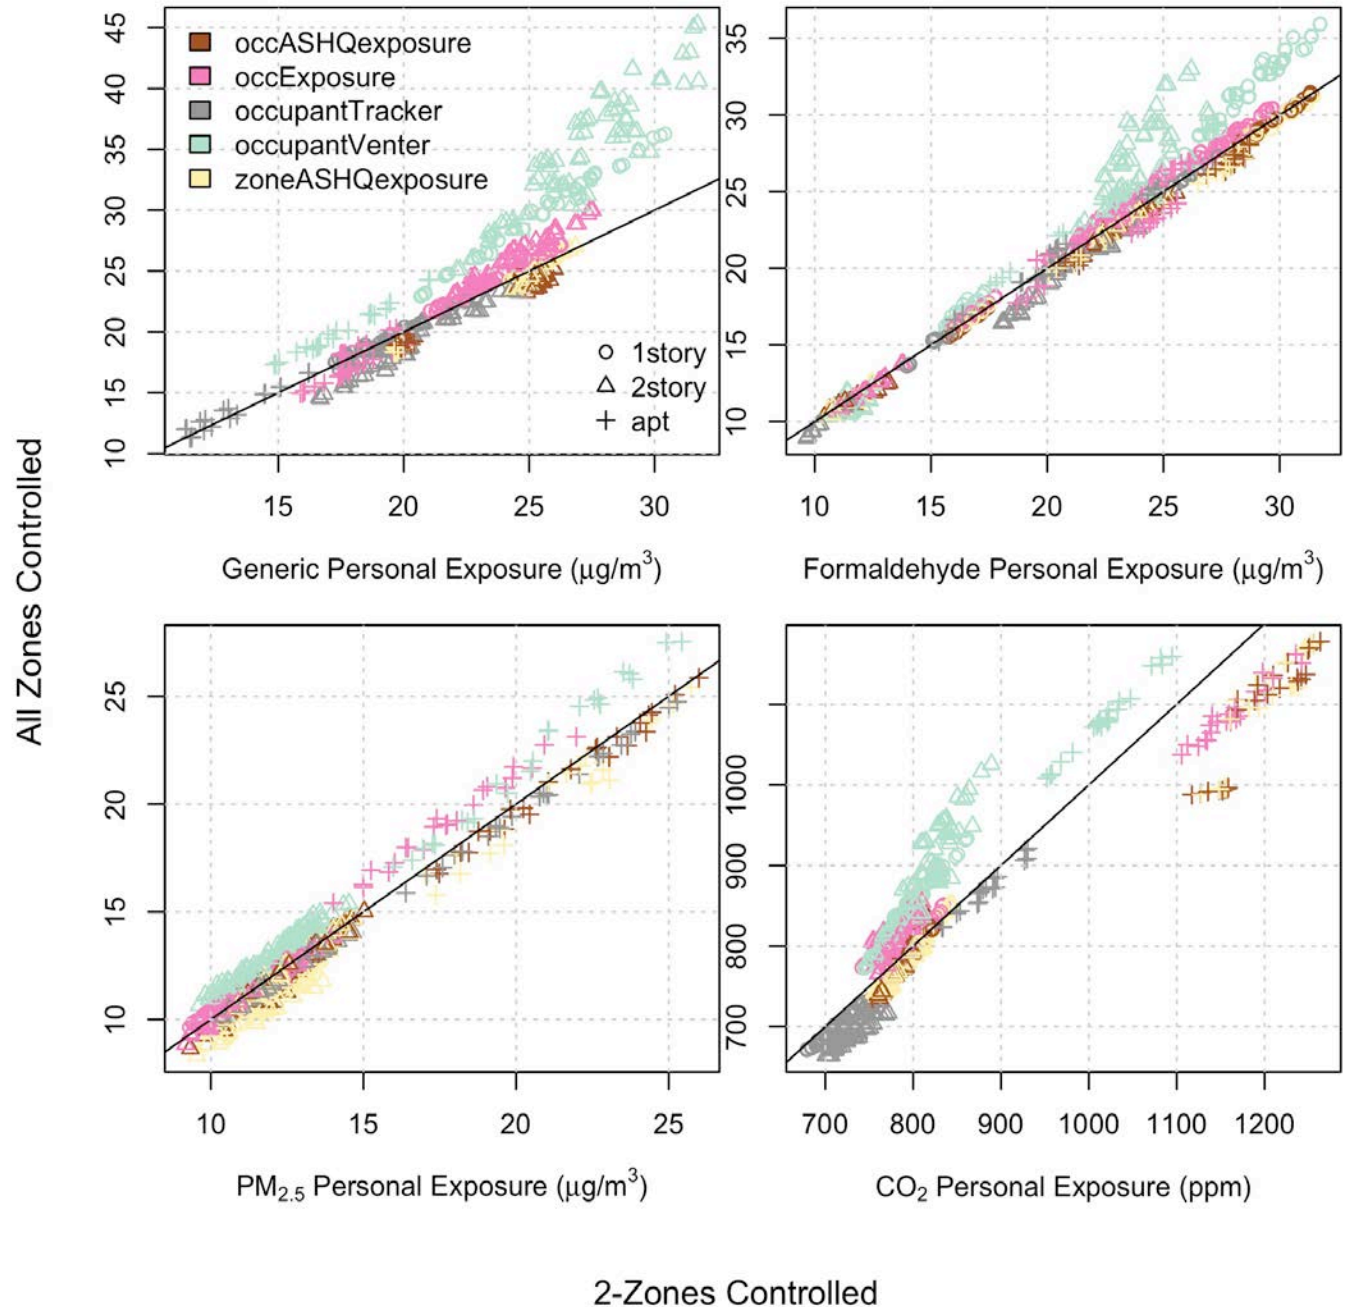 All Zones Controlled
45
40
35
30
25
20
15
10
occASHQexposure
occExposure
occupantTracker
occupantVenter
zoneASHQexposure
1story
2story
apt
15 20 25 30
Generic Personal Exposure (μg/m³)
35
30
25
20
15
10
10 15 20 25 30
Formaldehyde Personal Exposure (μg/m³)
25
20
15
10
10 15 20 25
PM₂.₅ Personal Exposure (μg/m³)
1000
900
800
700
700 800 900 1000 1100 1200
CO₂ Personal Exposure (ppm)
2-Zones Controlled